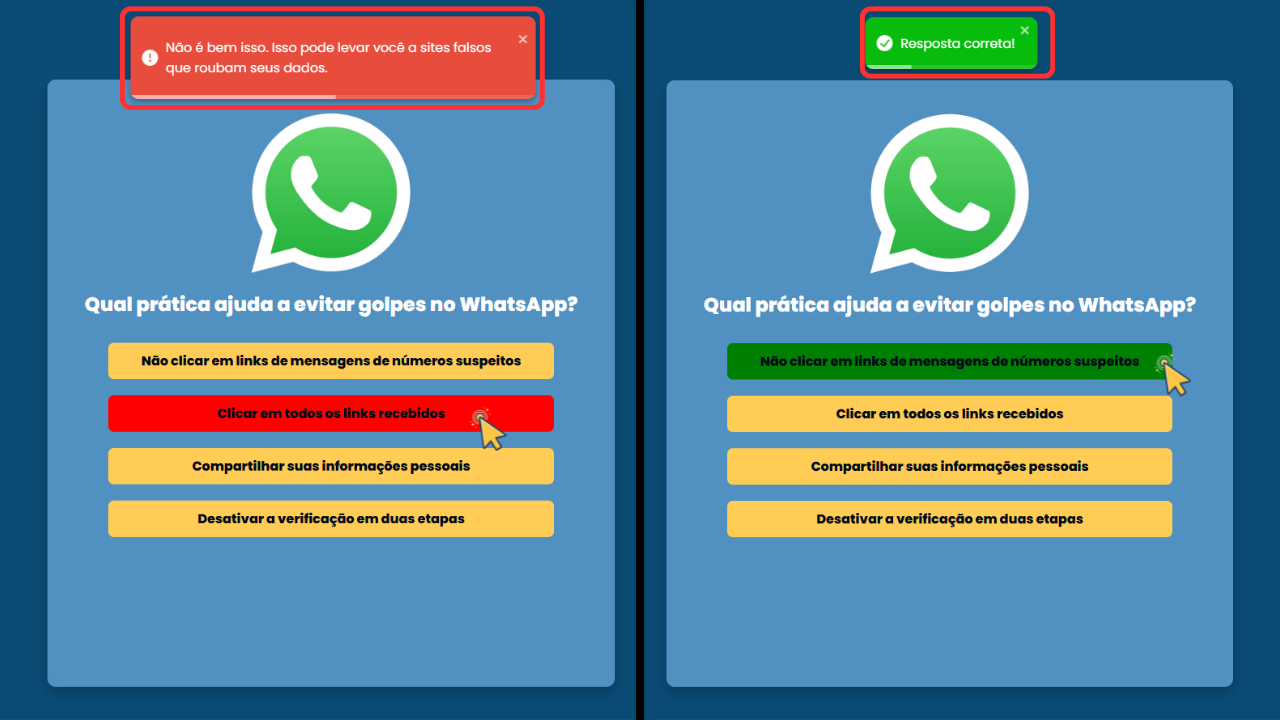 Não é bem isso. Isso pode levar você a sites falsos
que roubam seus dados.
Qual prática ajuda a evitar golpes no WhatsApp?
Não clicar em links de mensagens de números suspeitos
Clicar em todos os links recebidos
Compartilhar suas informações pessoais
Desativar a verificação em duas etapas
Resposta correta!
Qual prática ajuda a evitar golpes no WhatsApp?
Não clicar em links de mensagens de números suspeitos
Clicar em todos os links recebidos
Compartilhar suas informações pessoais
Desativar a verificação em duas etapas